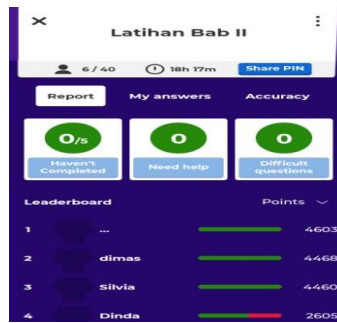 Latihan Bab II
6/40
18h 17m
Share PIN
Report
My answers
Accuracy
0/5
Haven't
Completed
0
Need help
0
Difficult
questions
Leaderboard
Points
1 ... 4603
2 dimas 4468
3 Silvia 4460
4 Dinda 2605